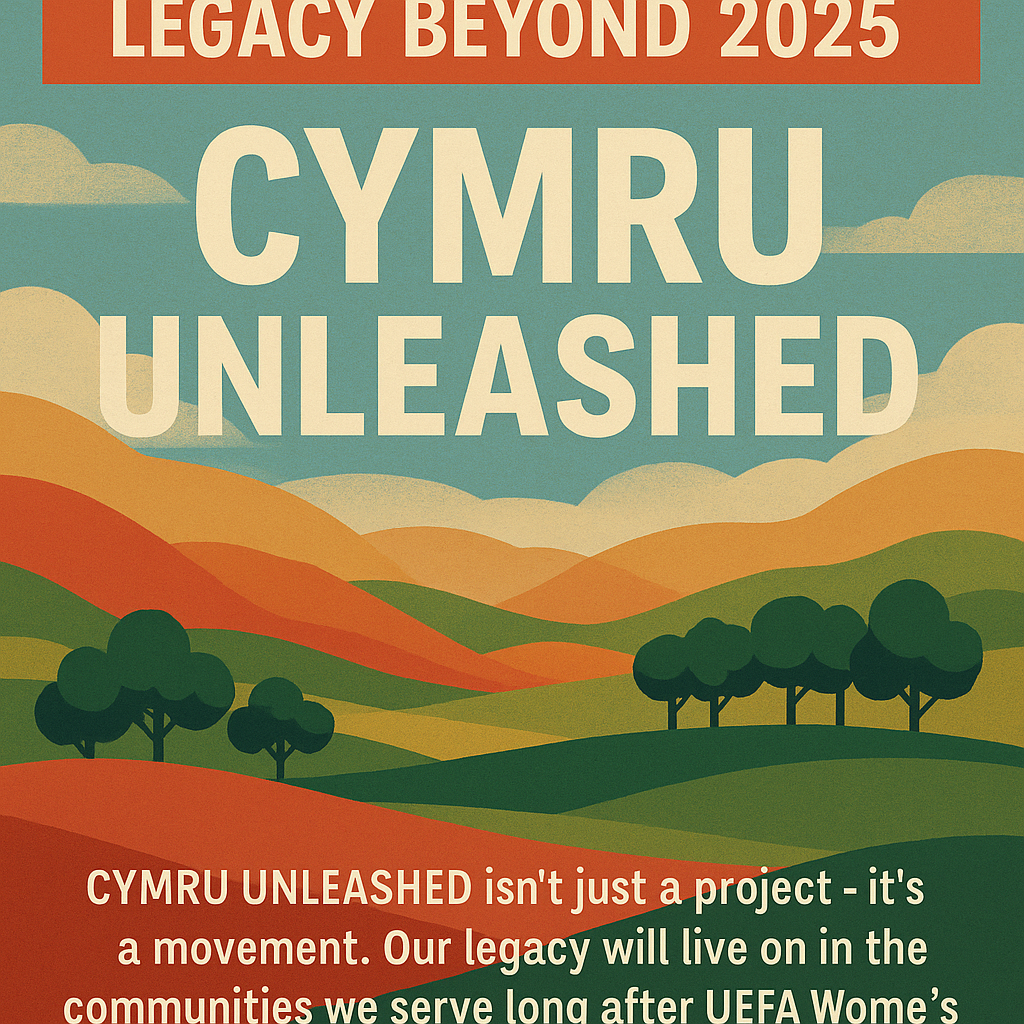 LEGACY BEYOND 2025
CYMRU
UNLEASHED
CYMRU UNLEASHED isn't just a project - it's
a movement. Our legacy will live on in the
communities we serve long after UEFA Wome’s